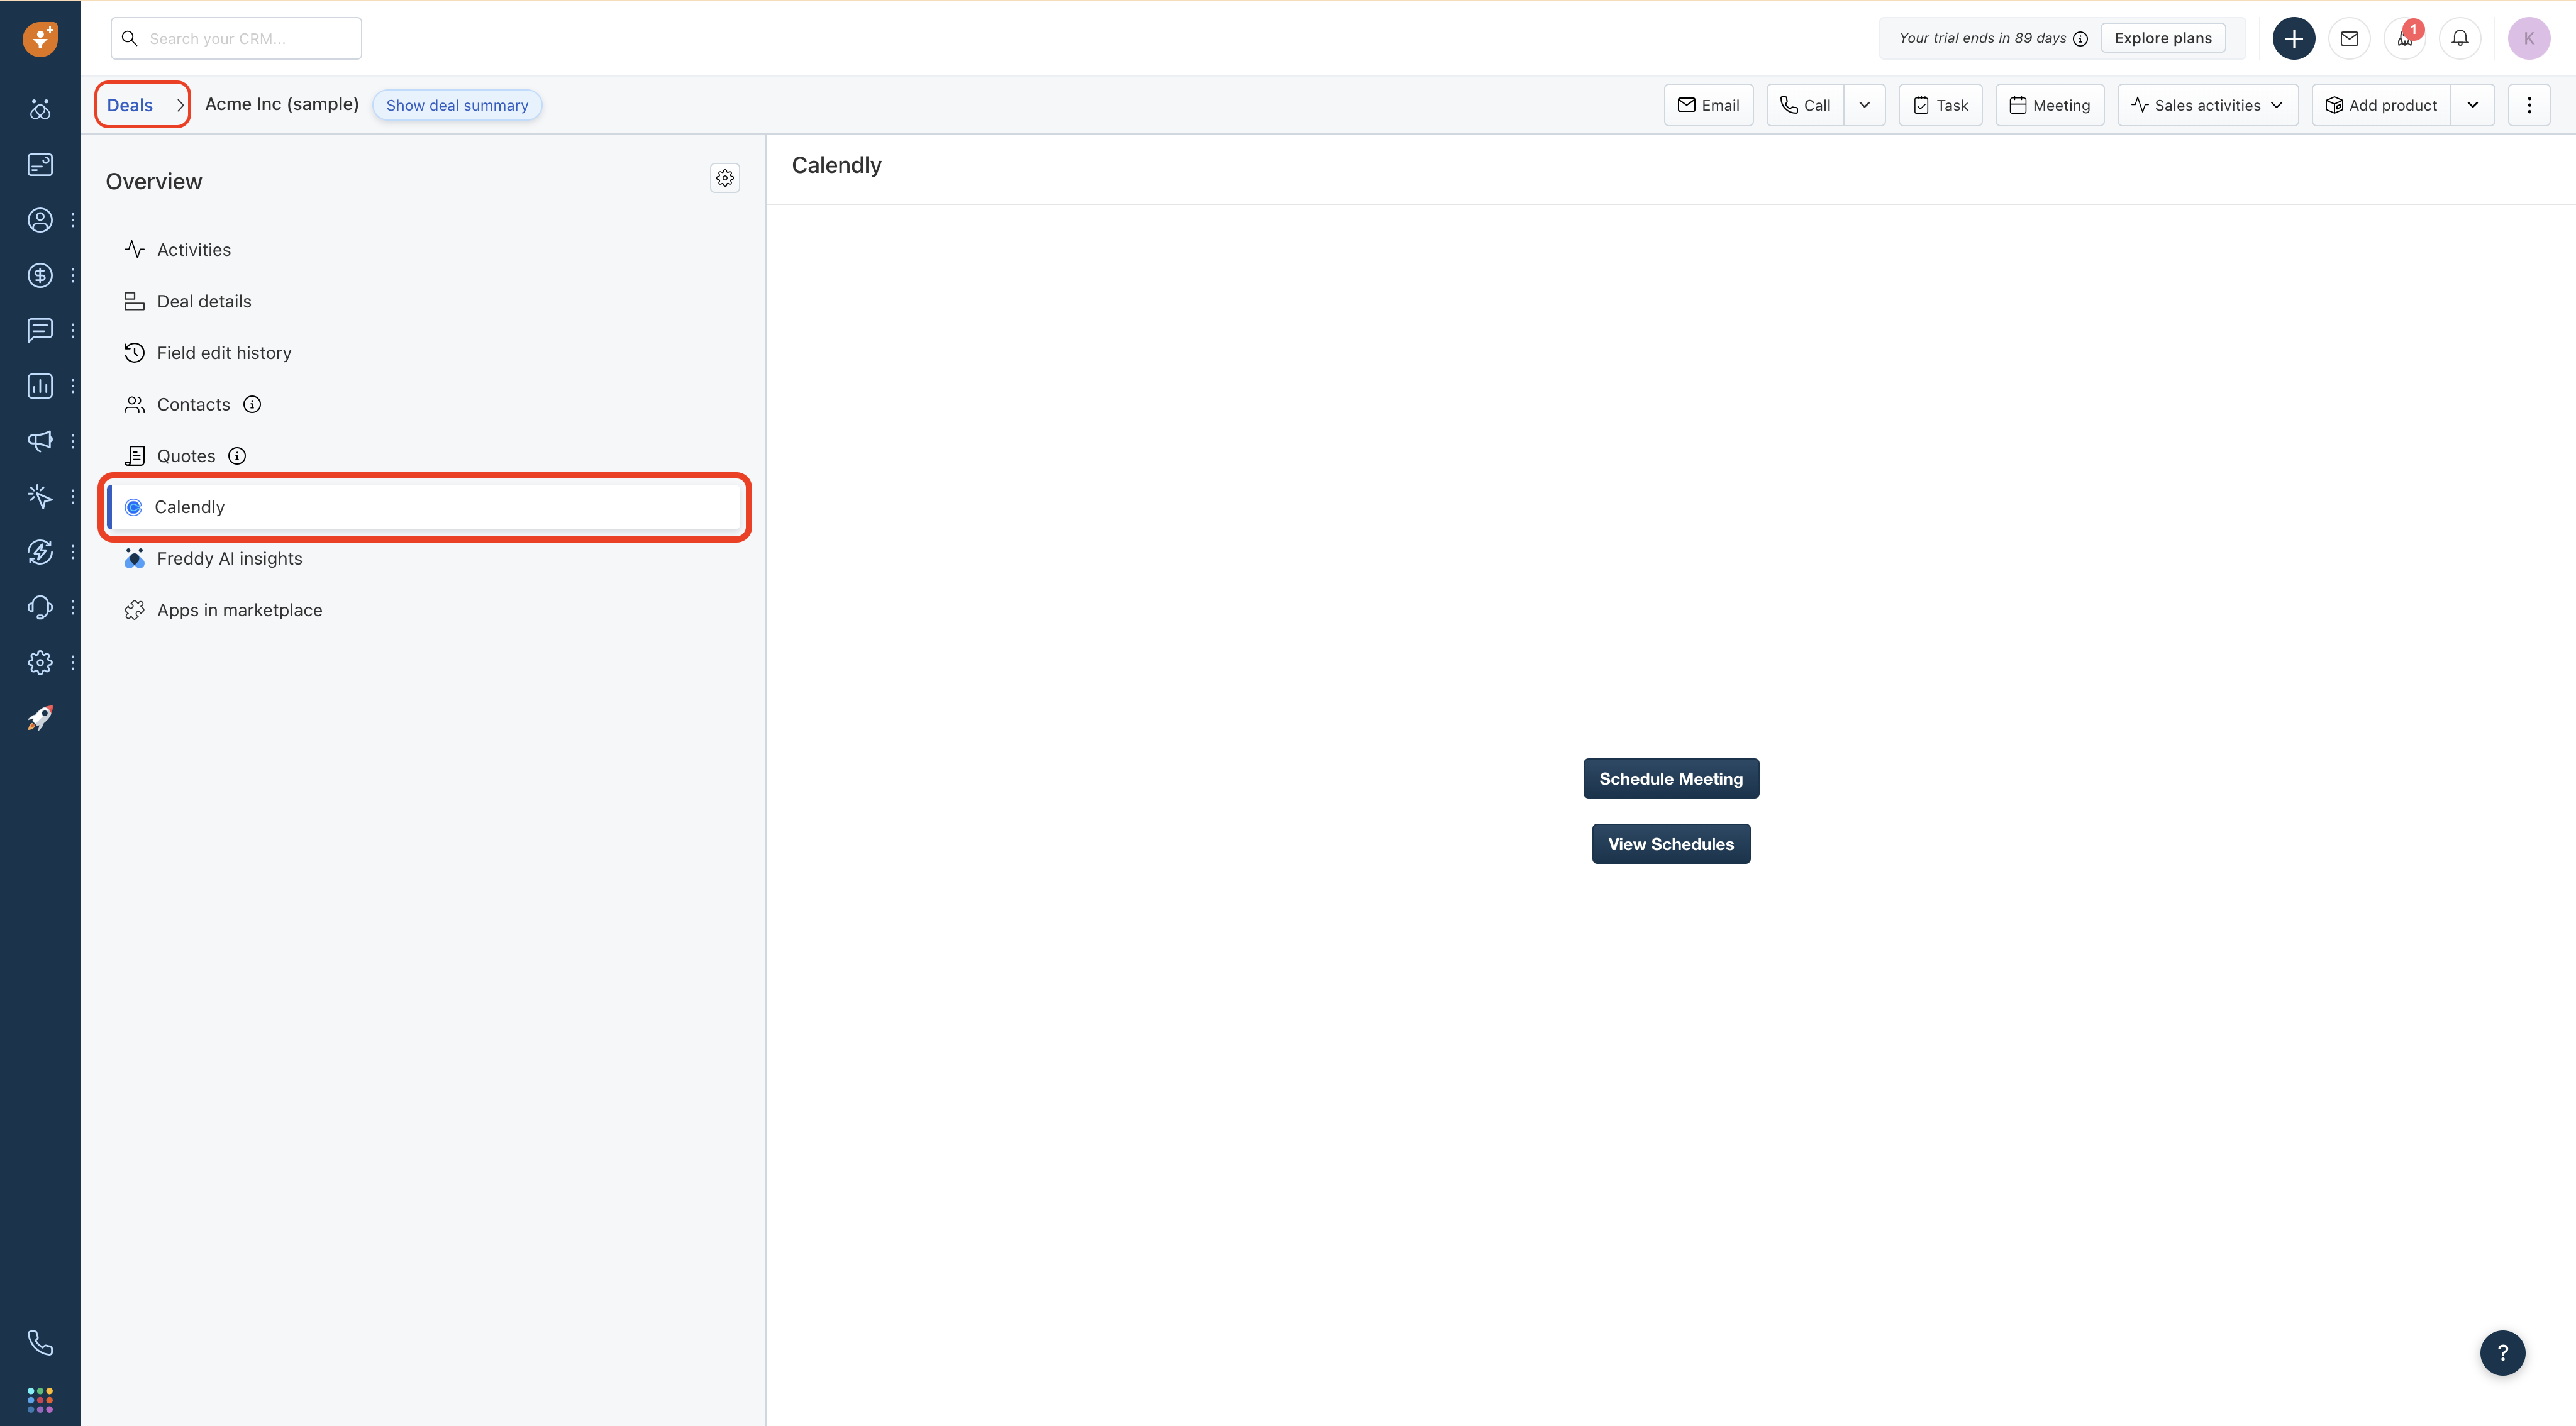 Search your CRM...
Your trial ends in 89 days
Explore plans
1
K
Deals
Acme Inc (sample)
Show deal summary
Email
Call
Task
Meeting
Sales activities
Add product
Overview
Calendly
Activities
Deal details
Field edit history
Contacts
Quotes
Calendly
Freddy AI insights
Apps in marketplace
Schedule Meeting
View Schedules
?